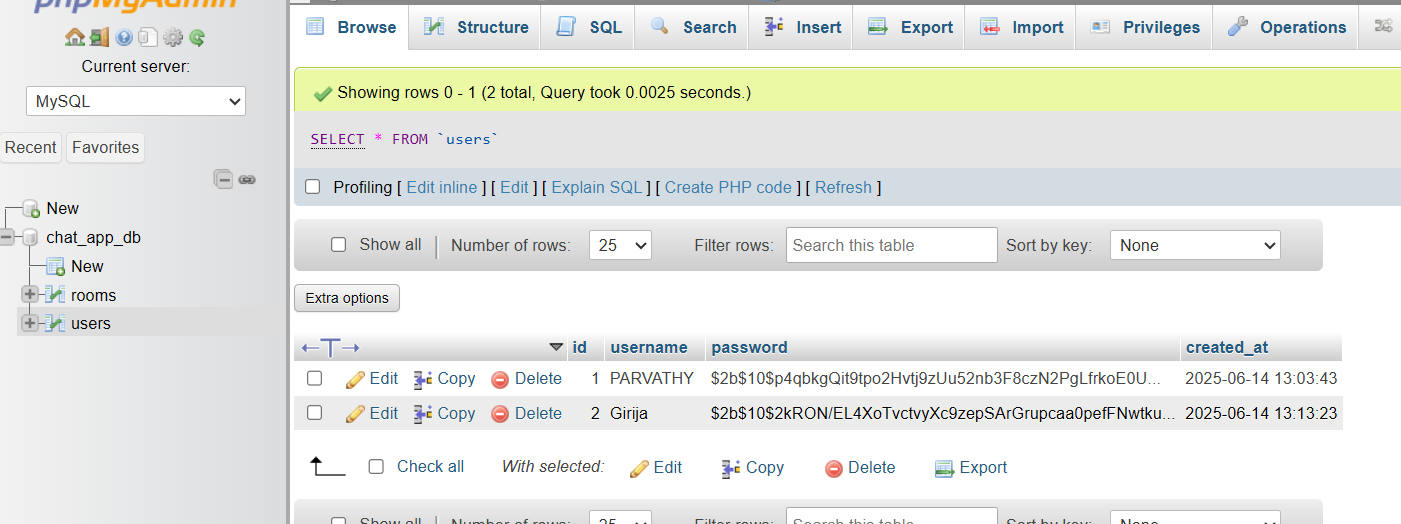 phpMyAdmin
Current server:
MySQL
Recent Favorites
New
chat_app_db
New
rooms
users
Browse Structure SQL Search Insert Export Import Privileges Operations
Showing rows 0 - 1 (2 total, Query took 0.0025 seconds.)
SELECT * FROM `users`
Profiling [ Edit inline ] [ Edit ] [ Explain SQL ] [ Create PHP code ] [ Refresh ]
Show all Number of rows: 25 Filter rows: Search this table Sort by key: None
Extra options
id username password created_at
Edit Copy Delete 1 PARVATHY $2b$10$p4qbkgQit9tpo2Hvtj9zUu52nb3F8czN2PgLfrkoE0U... 2025-06-14 13:03:43
Edit Copy Delete 2 Girija $2b$10$2kRON/EL4XoTvctvyXc9zepSArGrupcaa0pefFNwtku... 2025-06-14 13:13:23
Check all With selected: Edit Copy Delete Export
Show all Number of rows: 25 Filter rows: Search this table Sort by key: None